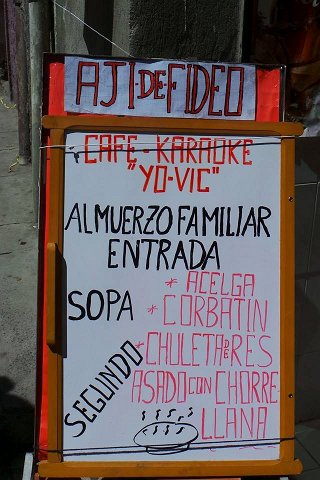 AJI-DE-FIDEO
CAFE-KARAOKE
"YO-VIC"
ALMUERZO FAMILIAR
ENTRADA
SOPA
* ACELGA
* CORBATIN
SEGUNDO
* CHULETA DE RES
ASADO CON CHORRE
LLANA